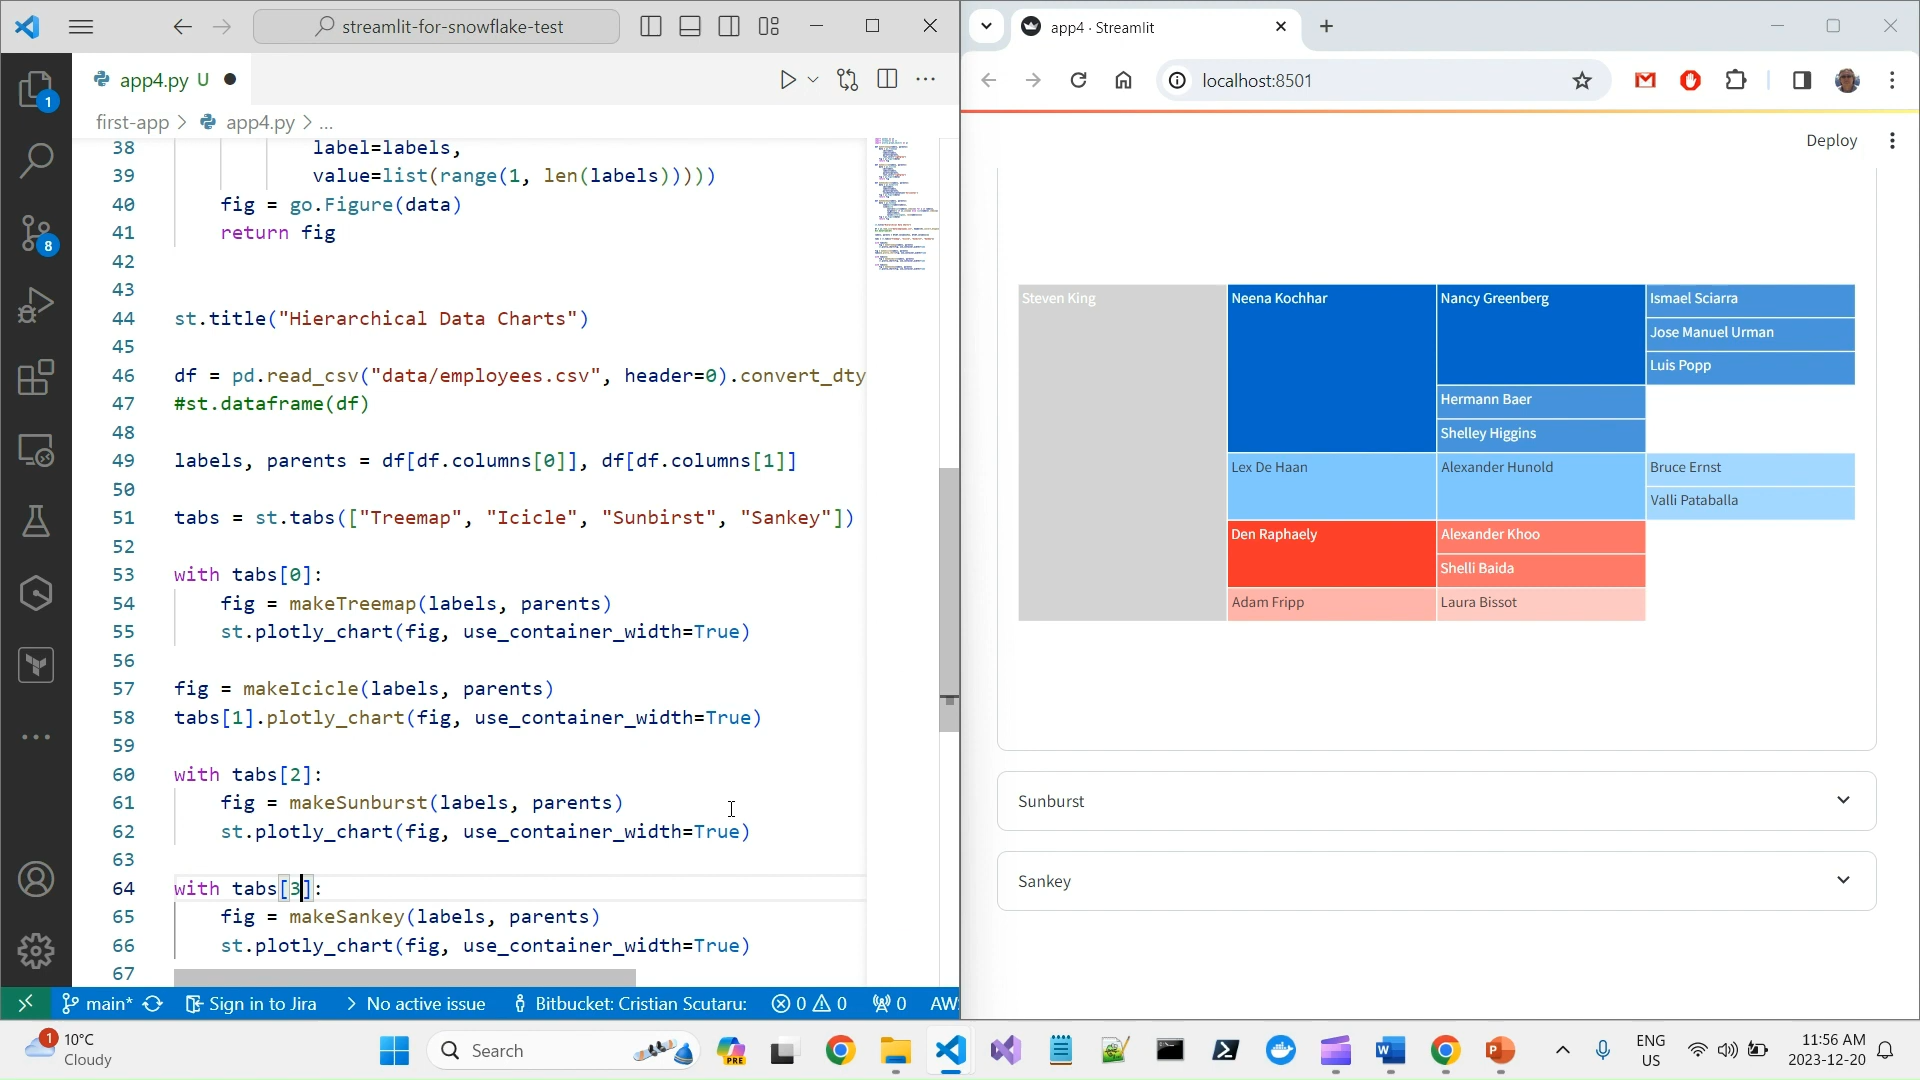 streamlit-for-snowflake-test
app4.py U
first-app > app4.py > ...
38 label=labels,
39 value=list(range(1, len(labels)))))
40 fig = go.Figure(data)
41 return fig
42
43
44 st.title("Hierarchical Data Charts")
45
46 df = pd.read_csv("data/employees.csv", header=0).convert_dty
47 #st.dataframe(df)
48
49 labels, parents = df[df.columns[0]], df[df.columns[1]]
50
51 tabs = st.tabs(["Treemap", "Icicle", "Sunbirst", "Sankey"])
52
53 with tabs[0]:
54 fig = makeTreemap(labels, parents)
55 st.plotly_chart(fig, use_container_width=True)
56
57 fig = makeIcicle(labels, parents)
58 tabs[1].plotly_chart(fig, use_container_width=True)
59
60 with tabs[2]:
61 fig = makeSunburst(labels, parents)
62 st.plotly_chart(fig, use_container_width=True)
63
64 with tabs[3]:
65 fig = makeSankey(labels, parents)
66 st.plotly_chart(fig, use_container_width=True)
67
1
8
main* Sign in to Jira > No active issue Bitbucket: Cristian Scutaru: 0 0 0 AW
app4 · Streamlit
localhost:8501
Deploy
Steven King
Neena Kochhar
Nancy Greenberg
Ismael Sciarra
Jose Manuel Urman
Luis Popp
Hermann Baer
Shelley Higgins
Lex De Haan
Alexander Hunold
Bruce Ernst
Valli Pataballa
Den Raphaely
Alexander Khoo
Shelli Baida
Adam Fripp
Laura Bissot
Sunburst
Sankey
1
10°C
Cloudy
Search
PRE
ENG
US
11:56 AM
2023-12-20